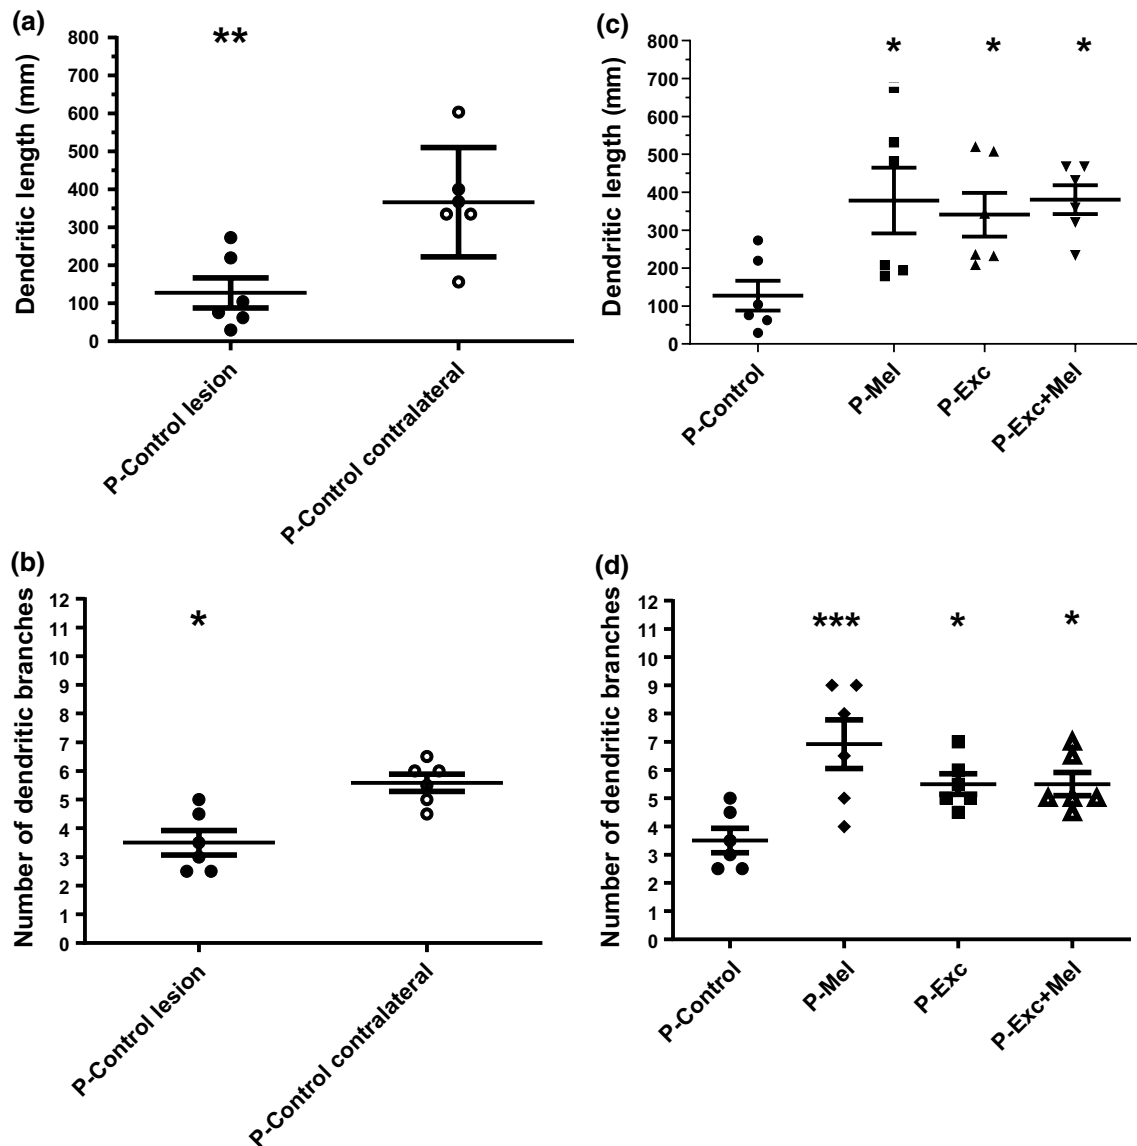 (a)
**
Dendritic length (mm)
800
700
600
500
400
300
200
100
0
P-Control lesion
P-Control contralateral
(c)
* * *
Dendritic length (mm)
800
700
600
500
400
300
200
100
0
P-Control
P-Mel
P-Exc
P-Exc+Mel
(b)
*
Number of dendritic branches
12
11
10
9
8
7
6
5
4
3
2
1
0
P-Control lesion
P-Control contralateral
(d)
*** * *
Number of dendritic branches
12
11
10
9
8
7
6
5
4
3
2
1
0
P-Control
P-Mel
P-Exc
P-Exc+Mel